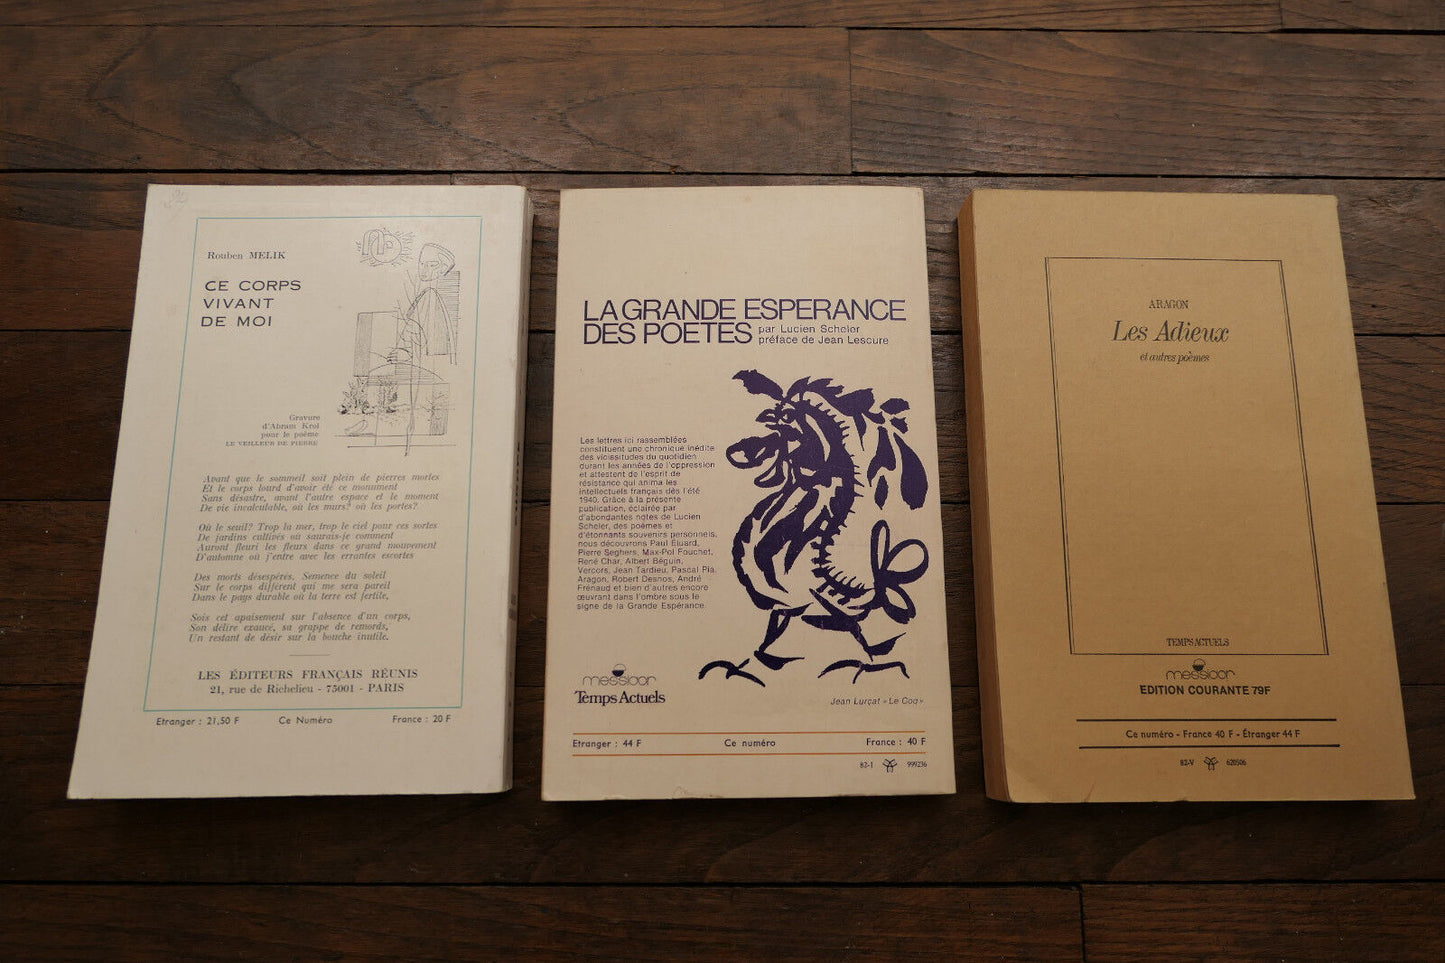 Rouben MELIK
CE CORPS
VIVANT
DE MOI
Gravure
d'Abram Krol
pour le poème
LE VEILLEUR DE PIERRE
Avant que le sommeil soit plein de pierres mortes
Et le corps lourd d'avoir été ce monument
Sans désastre, avant l'autre espace et le moment
De vie incalculable, où les murs? où les portes?
Où le seuil? Trop la mer, trop le ciel pour ces sortes
De jardins cultivés où saurais-je comment
Auront fleuri les fleurs dans ce grand mouvement
D'automne où j'entre avec les errantes escortes
Des morts désespérés. Semence du soleil
Sur le corps différent qui me sera pareil
Dans le pays durable où la terre est fertile,
Sois cet apaisement sur l'absence d'un corps,
Son délire exaucé, sa grappe de remords,
Un restant de désir sur la bouche inutile.
LES ÉDITEURS FRANÇAIS RÉUNIS
21, rue de Richelieu - 75001 - PARIS
Etranger : 21,50 F Ce Numéro France : 20 F
LA GRANDE ESPERANCE
DES POETES par Lucien Scheler
préface de Jean Lescure
Les lettres ici rassemblées
constituent une chronique inédite
des vicissitudes du quotidien
durant les années de l'oppression
et attestent de l'esprit de
résistance qui anima les
intellectuels français dès l'été
1940. Grâce à la présente
publication, éclairée par
d'abondantes notes de Lucien
Scheler, des poèmes et
d'étonnants souvenirs personnels,
nous découvrons Paul Éluard,
Pierre Seghers, Max-Pol Fouchet,
René Char, Albert Béguin,
Vercors, Jean Tardieu, Pascal Pia,
Aragon, Robert Desnos, André
Frénaud et bien d'autres encore
œuvrant dans l'ombre sous le
signe de la Grande Espérance.
messidor
Temps Actuels
Jean Lurçat « Le Coq »
Etranger : 44 F Ce numéro France : 40 F
82-I 999236
ARAGON
Les Adieux
et autres poèmes
TEMPS ACTUELS
messidor
EDITION COURANTE 79F
Ce numéro - France 40 F - Étranger 44 F
82-V 620506